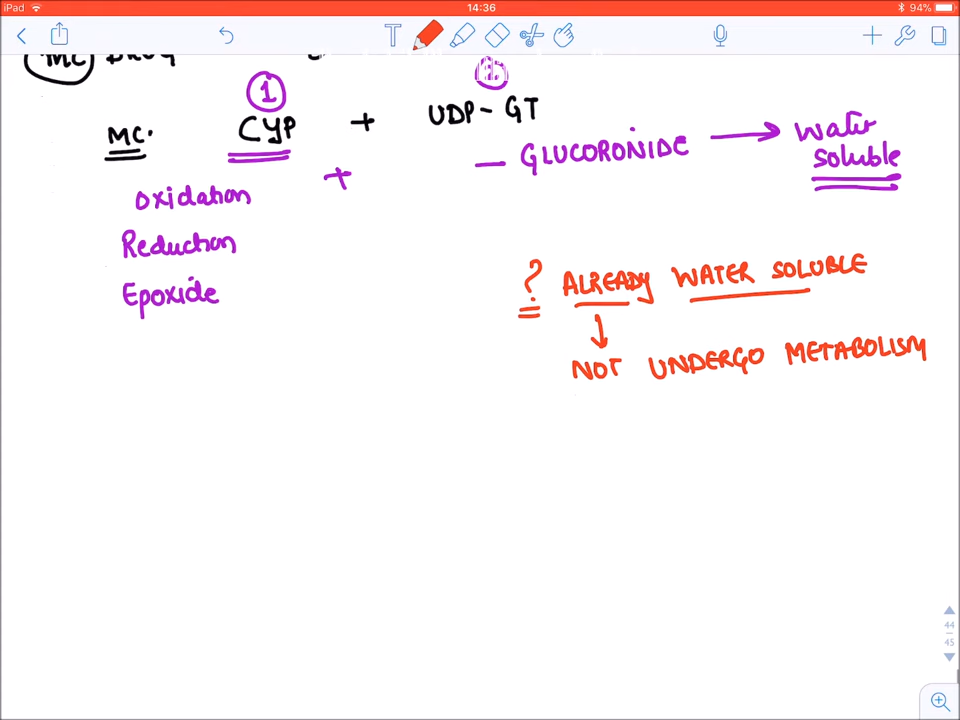 iPad 14:36 94%
T
MC DRUG
1
MC. CYP + UDP-GT
+ — GLUCORONIDE → Water soluble
Oxidation
Reduction
Epoxide
? ALREADY WATER SOLUBLE
↓
NOT UNDERGO METABOLISM
44
45